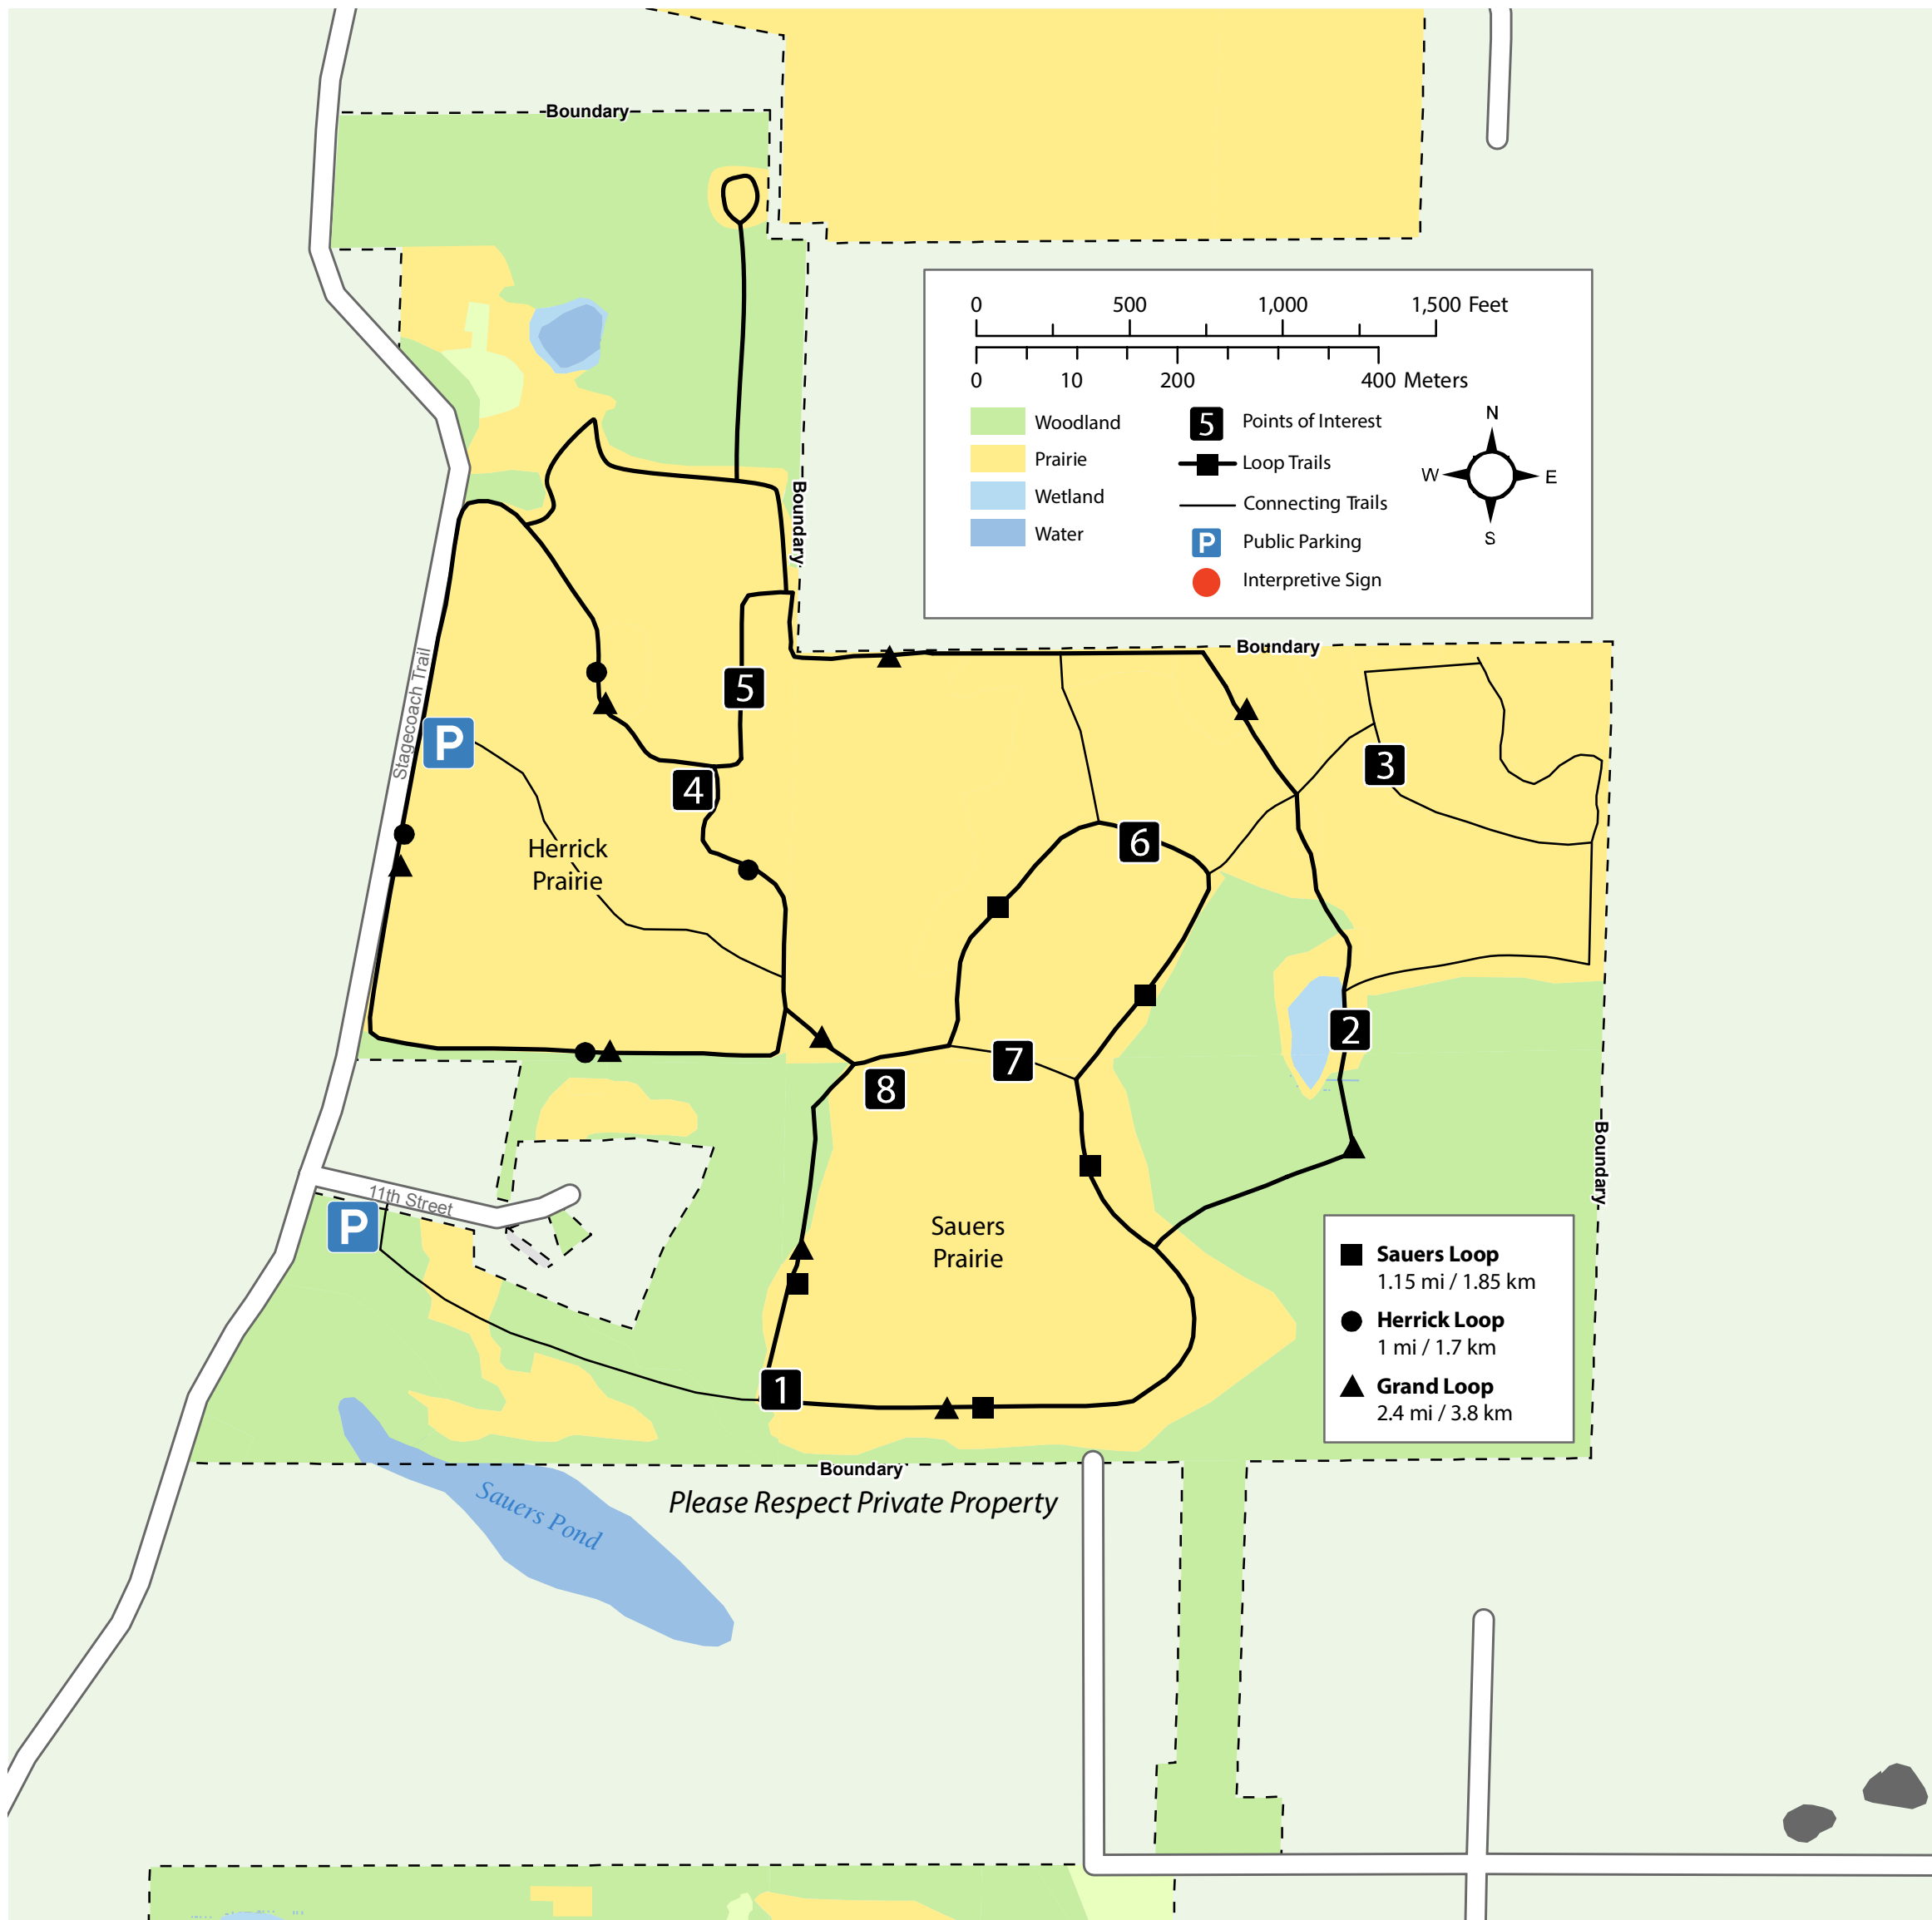 Boundary
0 500 1,000 1,500 Feet
0 10 200 400 Meters
Woodland
Prairie
Wetland
Water
5 Points of Interest
Loop Trails
Connecting Trails
P Public Parking
Interpretive Sign
N
W E
S
Boundary
Boundary
Stagecoach Trail
P
5
4
3
6
Herrick
Prairie
2
7
8
Boundary
11th Street
P
Sauers
Prairie
1
Sauers Loop
1.15 mi / 1.85 km
Herrick Loop
1 mi / 1.7 km
Grand Loop
2.4 mi / 3.8 km
Boundary
Please Respect Private Property
Sauers Pond